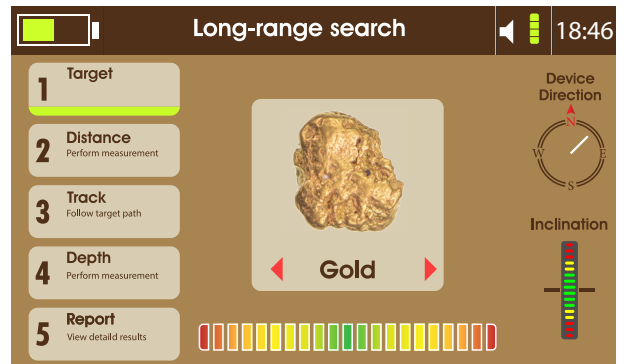 Long-range search
18:46
1
Target
2
Distance
Perform measurement
3
Track
Follow target path
4
Depth
Perform measurement
5
Report
View detaild results
Gold
Device
Direction
N
W
E
S
Inclination